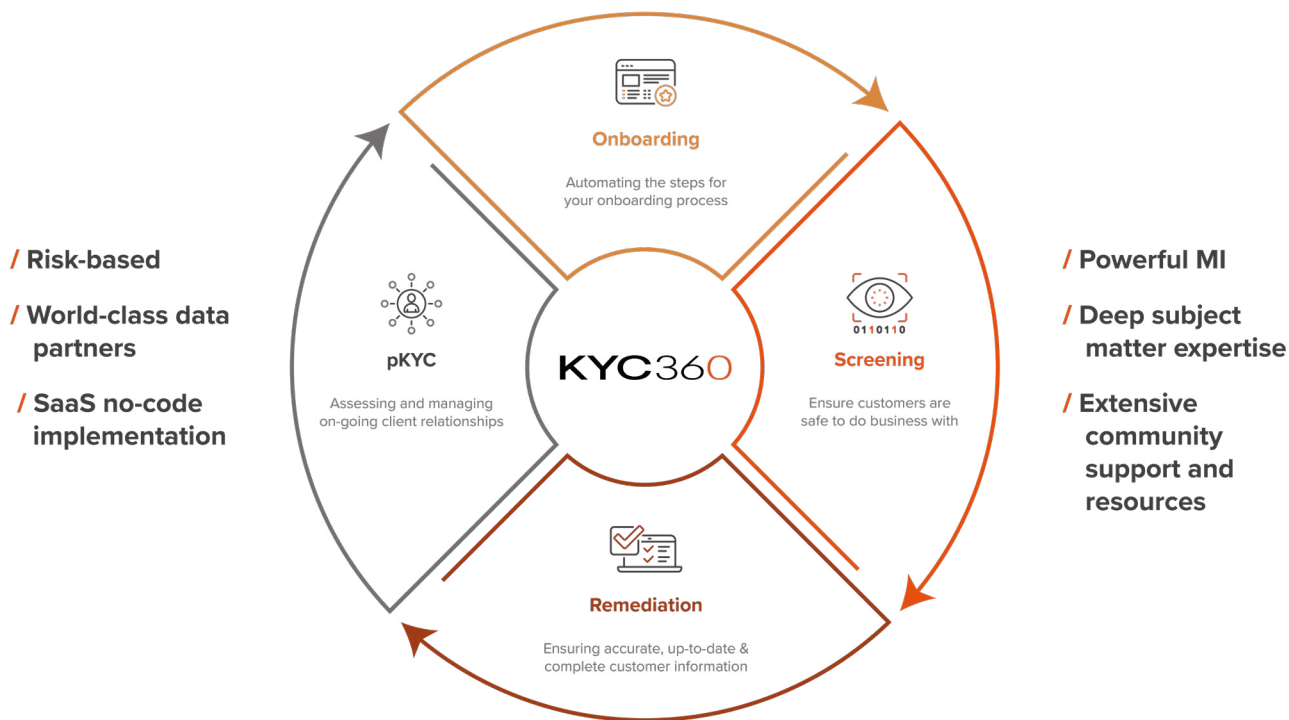 Onboarding
Automating the steps for
your onboarding process
/ Risk-based
/ World-class data
partners
/ SaaS no-code
implementation
pKYC
Assessing and managing
on-going client relationships
KYC360
0110110
Screening
Ensure customers are
safe to do business with
/ Powerful MI
/ Deep subject
matter expertise
/ Extensive
community
support and
resources
Remediation
Ensuring accurate, up-to-date &
complete customer information